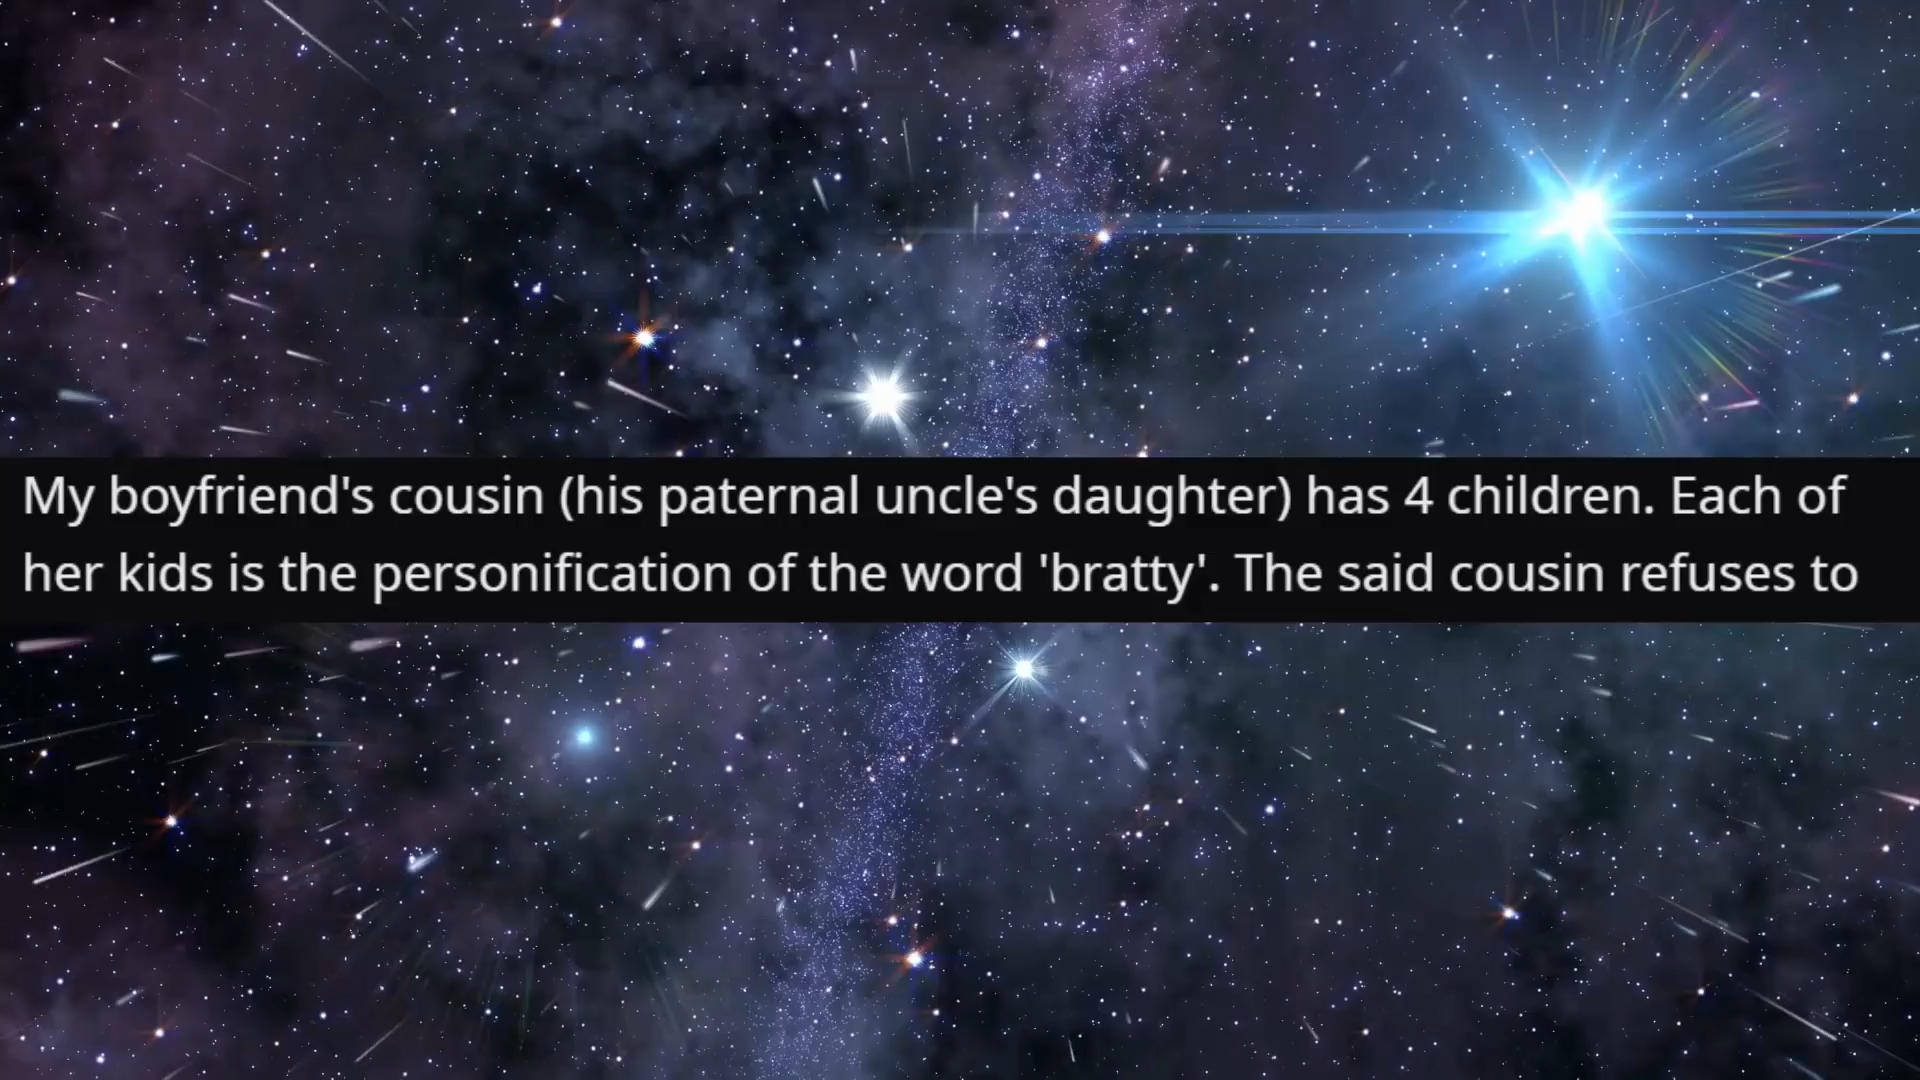 My boyfriend's cousin (his paternal uncle's daughter) has 4 children. Each of
her kids is the personification of the word 'bratty'. The said cousin refuses to